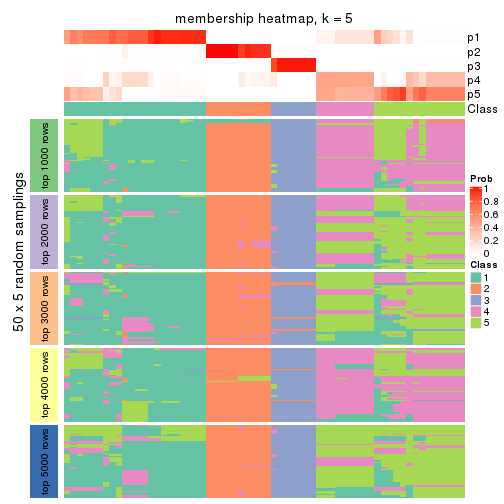 membership heatmap, k = 5
p1
p2
p3
p4
p5
Class
50 x 5 random samplings
top 1000 rows
top 2000 rows
top 3000 rows
top 4000 rows
top 5000 rows
Prob
1
0.8
0.6
0.4
0.2
0
Class
1
2
3
4
5